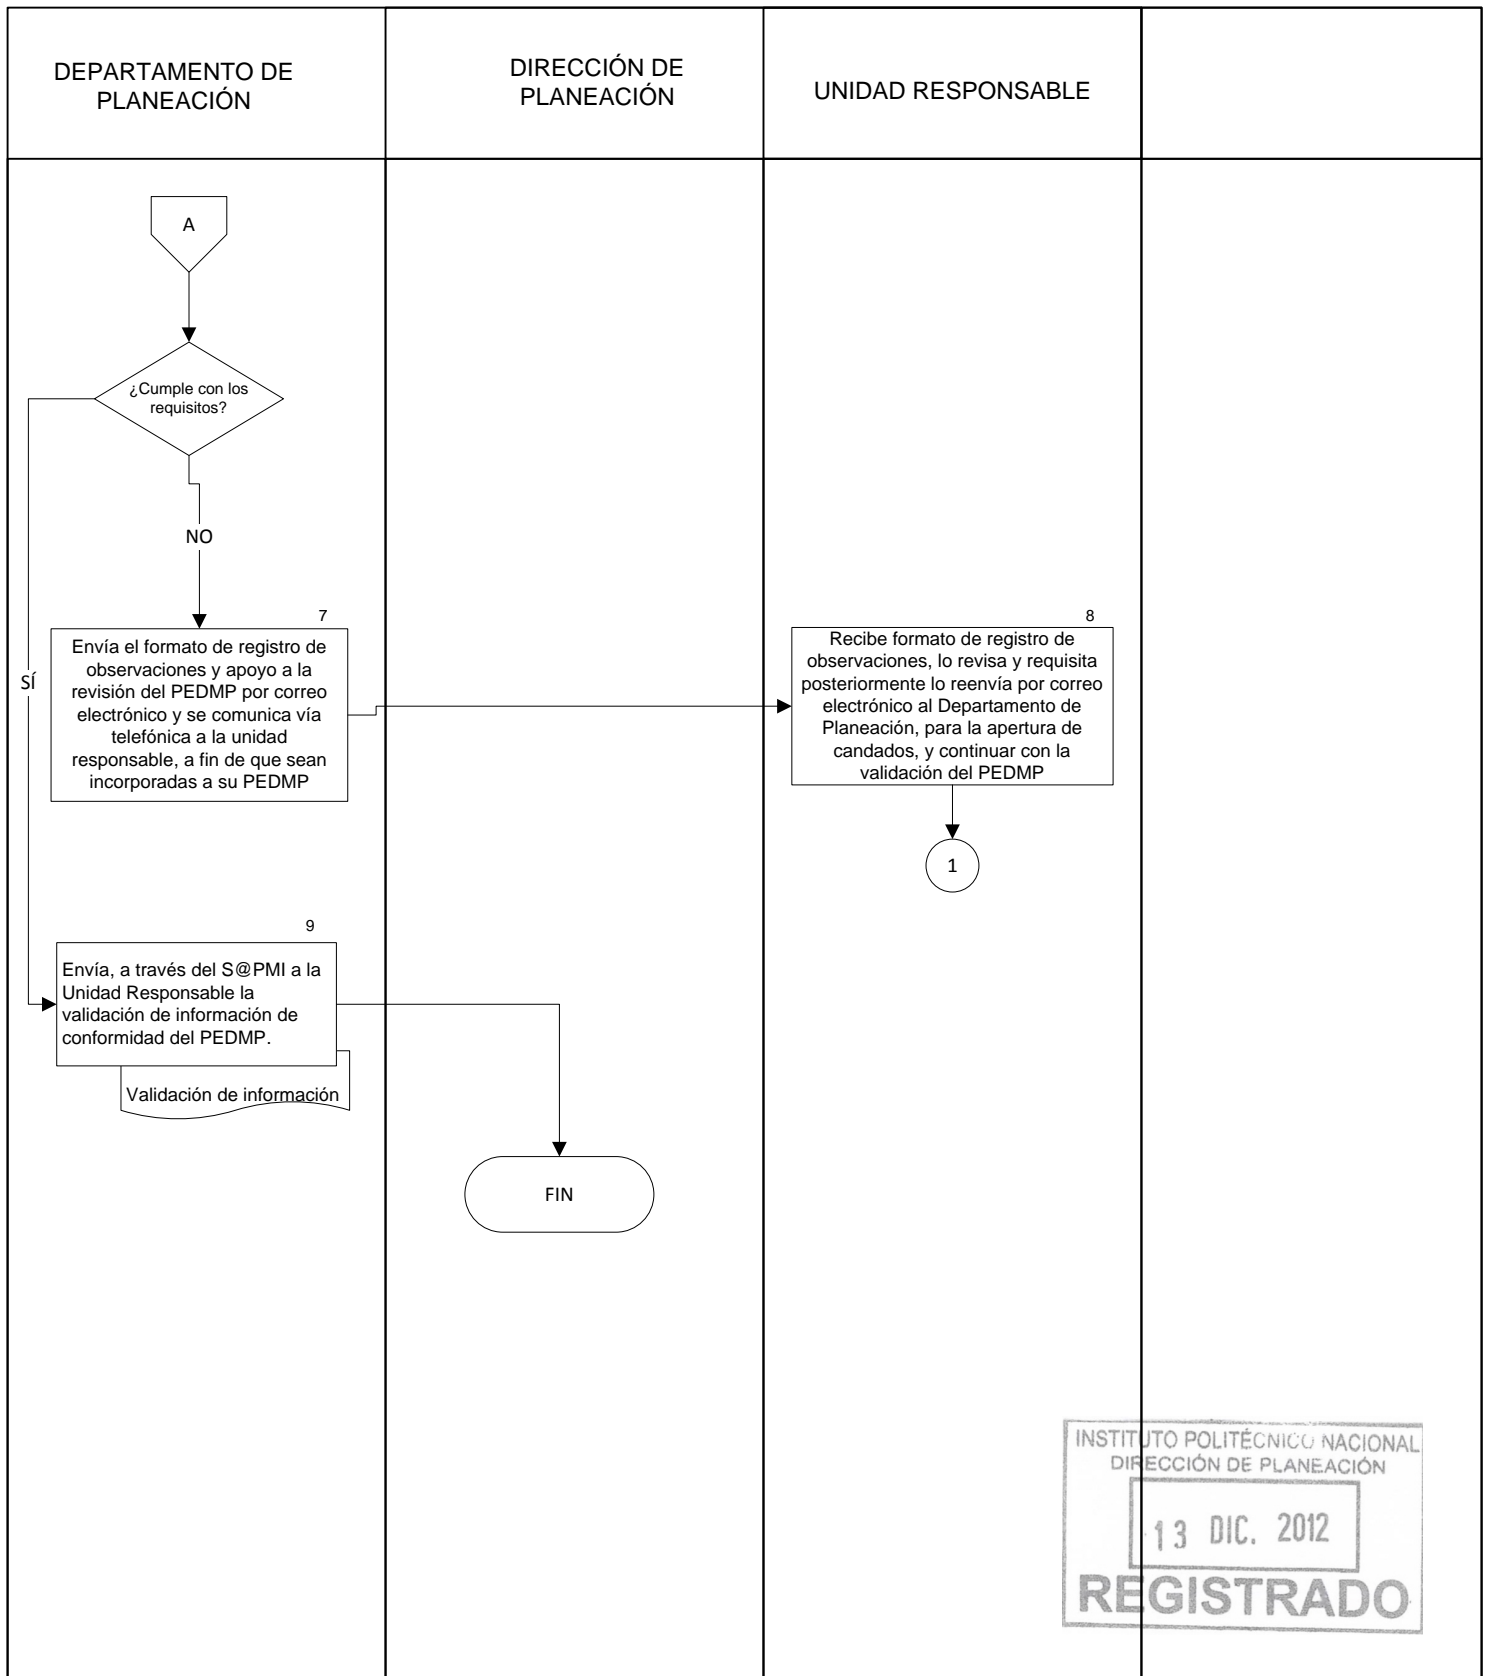 DEPARTAMENTO DE
PLANEACIÓN
DIRECCIÓN DE
PLANEACIÓN
UNIDAD RESPONSABLE
A
¿Cumple con los
requisitos?
NO
SÍ
7
Envía el formato de registro de
observaciones y apoyo a la
revisión del PEDMP por correo
electrónico y se comunica vía
telefónica a la unidad
responsable, a fin de que sean
incorporadas a su PEDMP
8
Recibe formato de registro de
observaciones, lo revisa y requisita
posteriormente lo reenvía por correo
electrónico al Departamento de
Planeación, para la apertura de
candados, y continuar con la
validación del PEDMP
1
9
Envía, a través del S@PMI a la
Unidad Responsable la
validación de información de
conformidad del PEDMP.
Validación de información
FIN
INSTITUTO POLITÉCNICO NACIONAL
DIRECCIÓN DE PLANEACIÓN
13 DIC. 2012
REGISTRADO